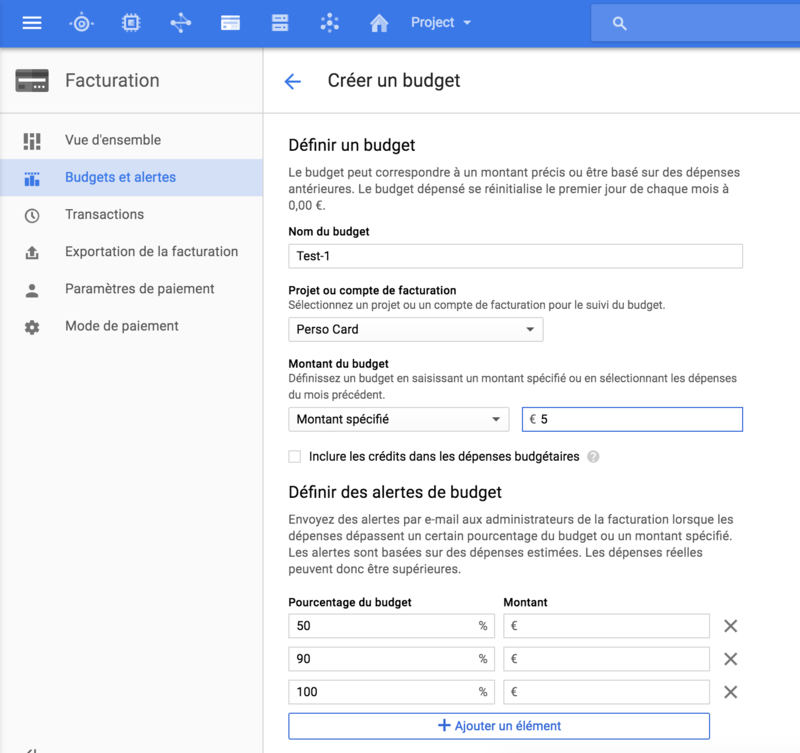 Project
Facturation
Créer un budget
Vue d'ensemble
Budgets et alertes
Transactions
Exportation de la facturation
Paramètres de paiement
Mode de paiement
Définir un budget
Le budget peut correspondre à un montant précis ou être basé sur des dépenses
antérieures. Le budget dépensé se réinitialise le premier jour de chaque mois à
0,00 €.
Nom du budget
Test-1
Projet ou compte de facturation
Sélectionnez un projet ou un compte de facturation pour le suivi du budget.
Perso Card
Montant du budget
Définissez un budget en saisissant un montant spécifié ou en sélectionnant les dépenses
du mois précédent.
Montant spécifié € 5
Inclure les crédits dans les dépenses budgétaires ?
Définir des alertes de budget
Envoyez des alertes par e-mail aux administrateurs de la facturation lorsque les
dépenses dépassent un certain pourcentage du budget ou un montant spécifié.
Les alertes sont basées sur des dépenses estimées. Les dépenses réelles
peuvent donc être supérieures.
Pourcentage du budget Montant
50 % €
90 % €
100 % €
+ Ajouter un élément